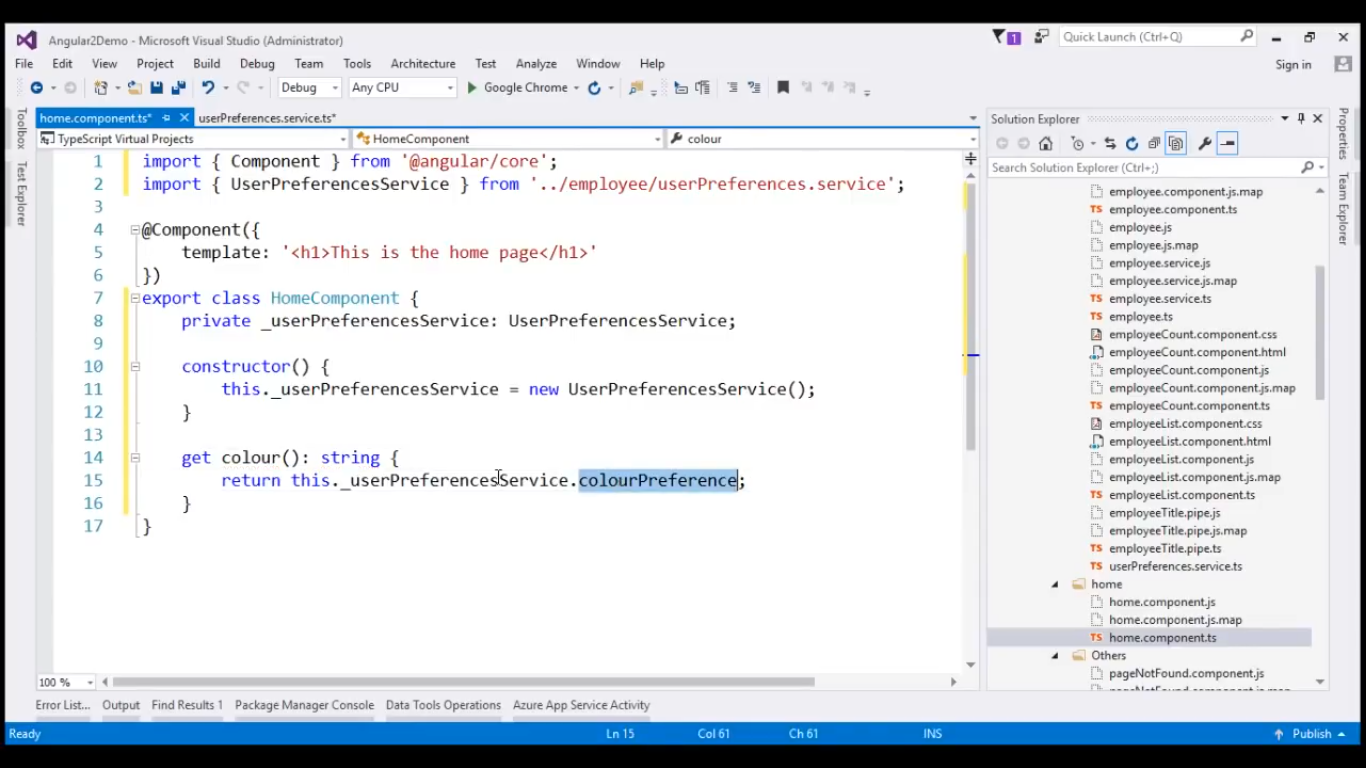 Angular2Demo - Microsoft Visual Studio (Administrator)
1
Quick Launch (Ctrl+Q)
File Edit View Project Build Debug Team Tools Architecture Test Analyze Window Help
Sign in
Debug Any CPU Google Chrome
Toolbox
Test Explorer
home.component.ts* userPreferences.service.ts*
TypeScript Virtual Projects HomeComponent colour
1 import { Component } from '@angular/core';
2 import { UserPreferencesService } from '../employee/userPreferences.service';
3
4 @Component({
5 template: '<h1>This is the home page</h1>'
6 })
7 export class HomeComponent {
8 private _userPreferencesService: UserPreferencesService;
9
10 constructor() {
11 this._userPreferencesService = new UserPreferencesService();
12 }
13
14 get colour(): string {
15 return this._userPreferencesService.colourPreference;
16 }
17 }
100 %
Solution Explorer
Search Solution Explorer (Ctrl+;)
employee.component.js.map
TS employee.component.ts
employee.js
employee.js.map
employee.service.js
employee.service.js.map
TS employee.service.ts
TS employee.ts
employeeCount.component.css
employeeCount.component.html
employeeCount.component.js
employeeCount.component.js.map
TS employeeCount.component.ts
employeeList.component.css
employeeList.component.html
employeeList.component.js
employeeList.component.js.map
TS employeeList.component.ts
employeeTitle.pipe.js
employeeTitle.pipe.js.map
TS employeeTitle.pipe.ts
TS userPreferences.service.ts
home
home.component.js
home.component.js.map
TS home.component.ts
Others
pageNotFound.component.js
Properties
Team Explorer
Error List... Output Find Results 1 Package Manager Console Data Tools Operations Azure App Service Activity
Ready Ln 15 Col 61 Ch 61 INS Publish